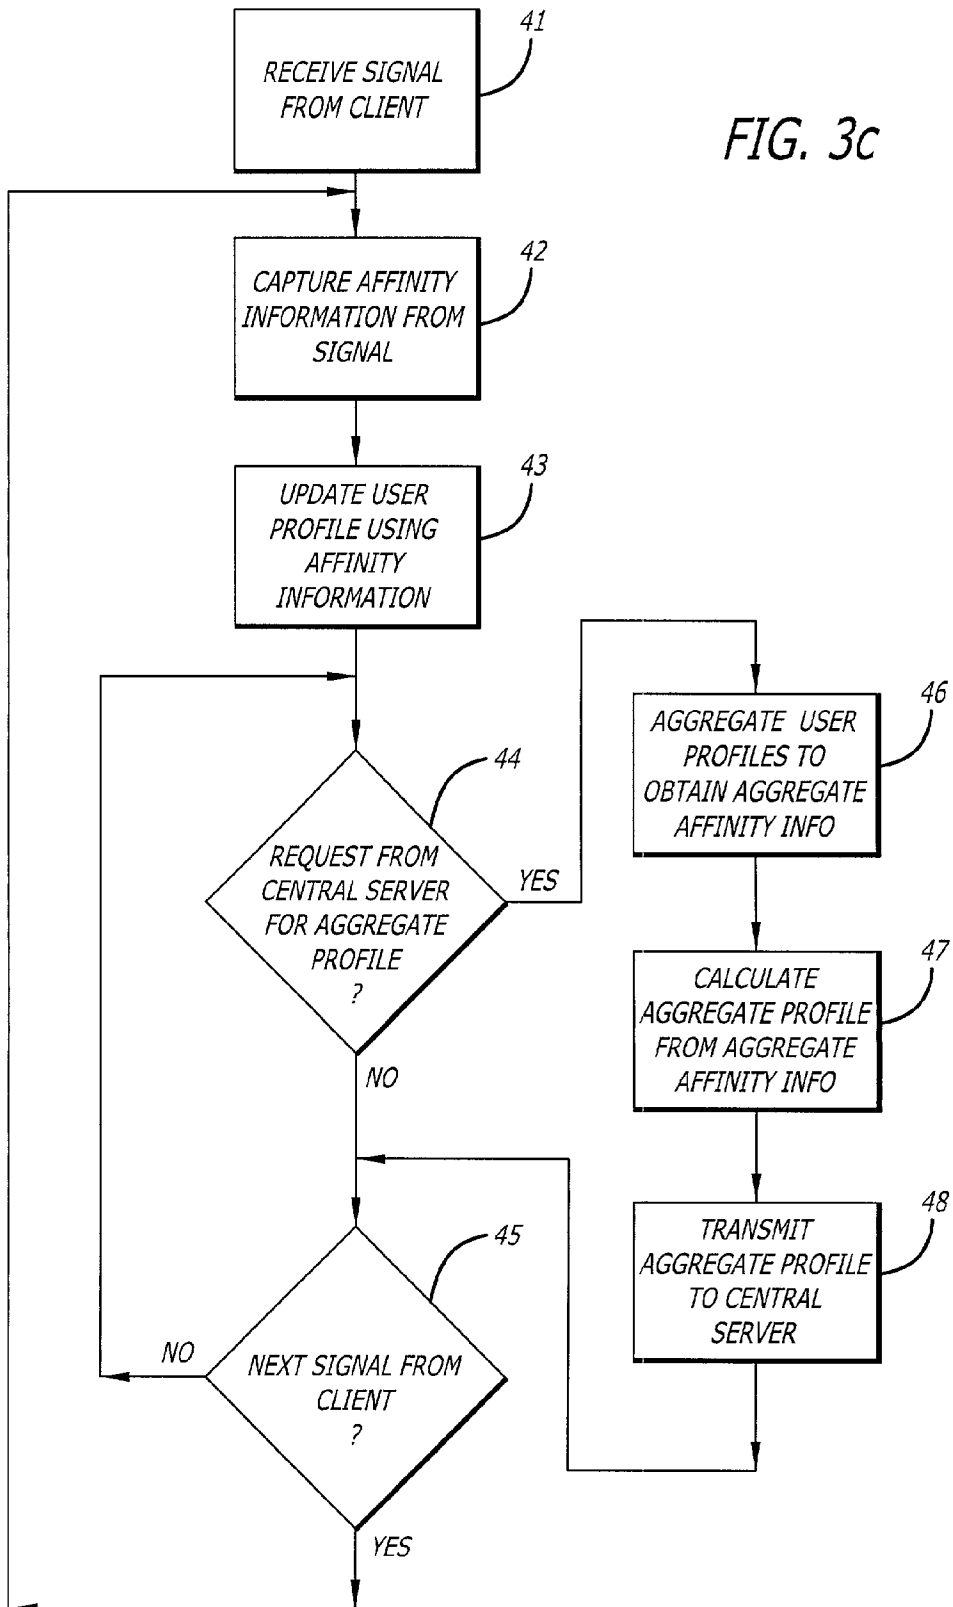 41
RECEIVE SIGNAL
FROM CLIENT
FIG. 3c
42
CAPTURE AFFINITY
INFORMATION FROM
SIGNAL
43
UPDATE USER
PROFILE USING
AFFINITY
INFORMATION
44
REQUEST FROM
CENTRAL SERVER
FOR AGGREGATE
PROFILE
?
YES
NO
46
AGGREGATE USER
PROFILES TO
OBTAIN AGGREGATE
AFFINITY INFO
47
CALCULATE
AGGREGATE PROFILE
FROM AGGREGATE
AFFINITY INFO
48
TRANSMIT
AGGREGATE PROFILE
TO CENTRAL
SERVER
45
NEXT SIGNAL FROM
CLIENT
?
NO
YES